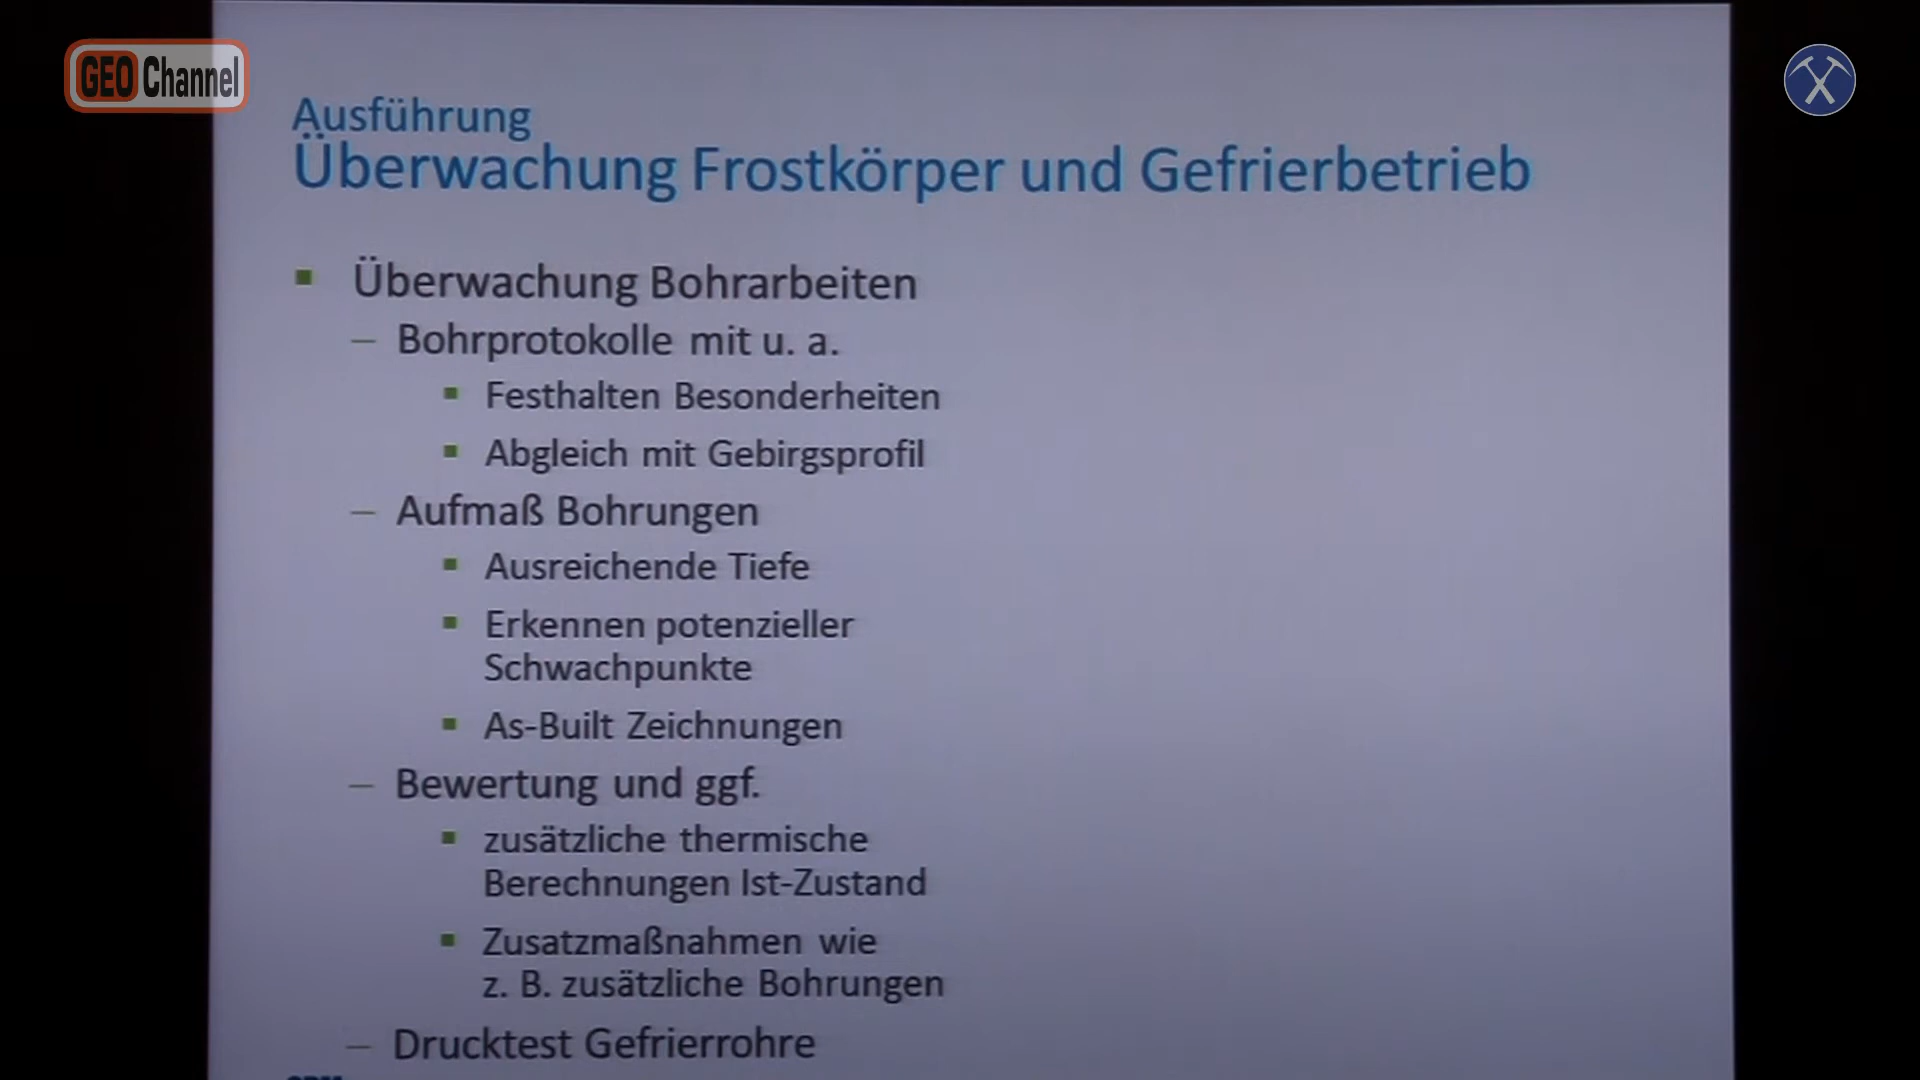 GEO Channel
Ausführung
Überwachung Frostkörper und Gefrierbetrieb
Überwachung Bohrarbeiten
– Bohrprotokolle mit u. a.
Festhalten Besonderheiten
Abgleich mit Gebirgsprofil
– Aufmaß Bohrungen
Ausreichende Tiefe
Erkennen potenzieller
Schwachpunkte
As-Built Zeichnungen
– Bewertung und ggf.
zusätzliche thermische
Berechnungen Ist-Zustand
Zusatzmaßnahmen wie
z. B. zusätzliche Bohrungen
– Drucktest Gefrierrohre